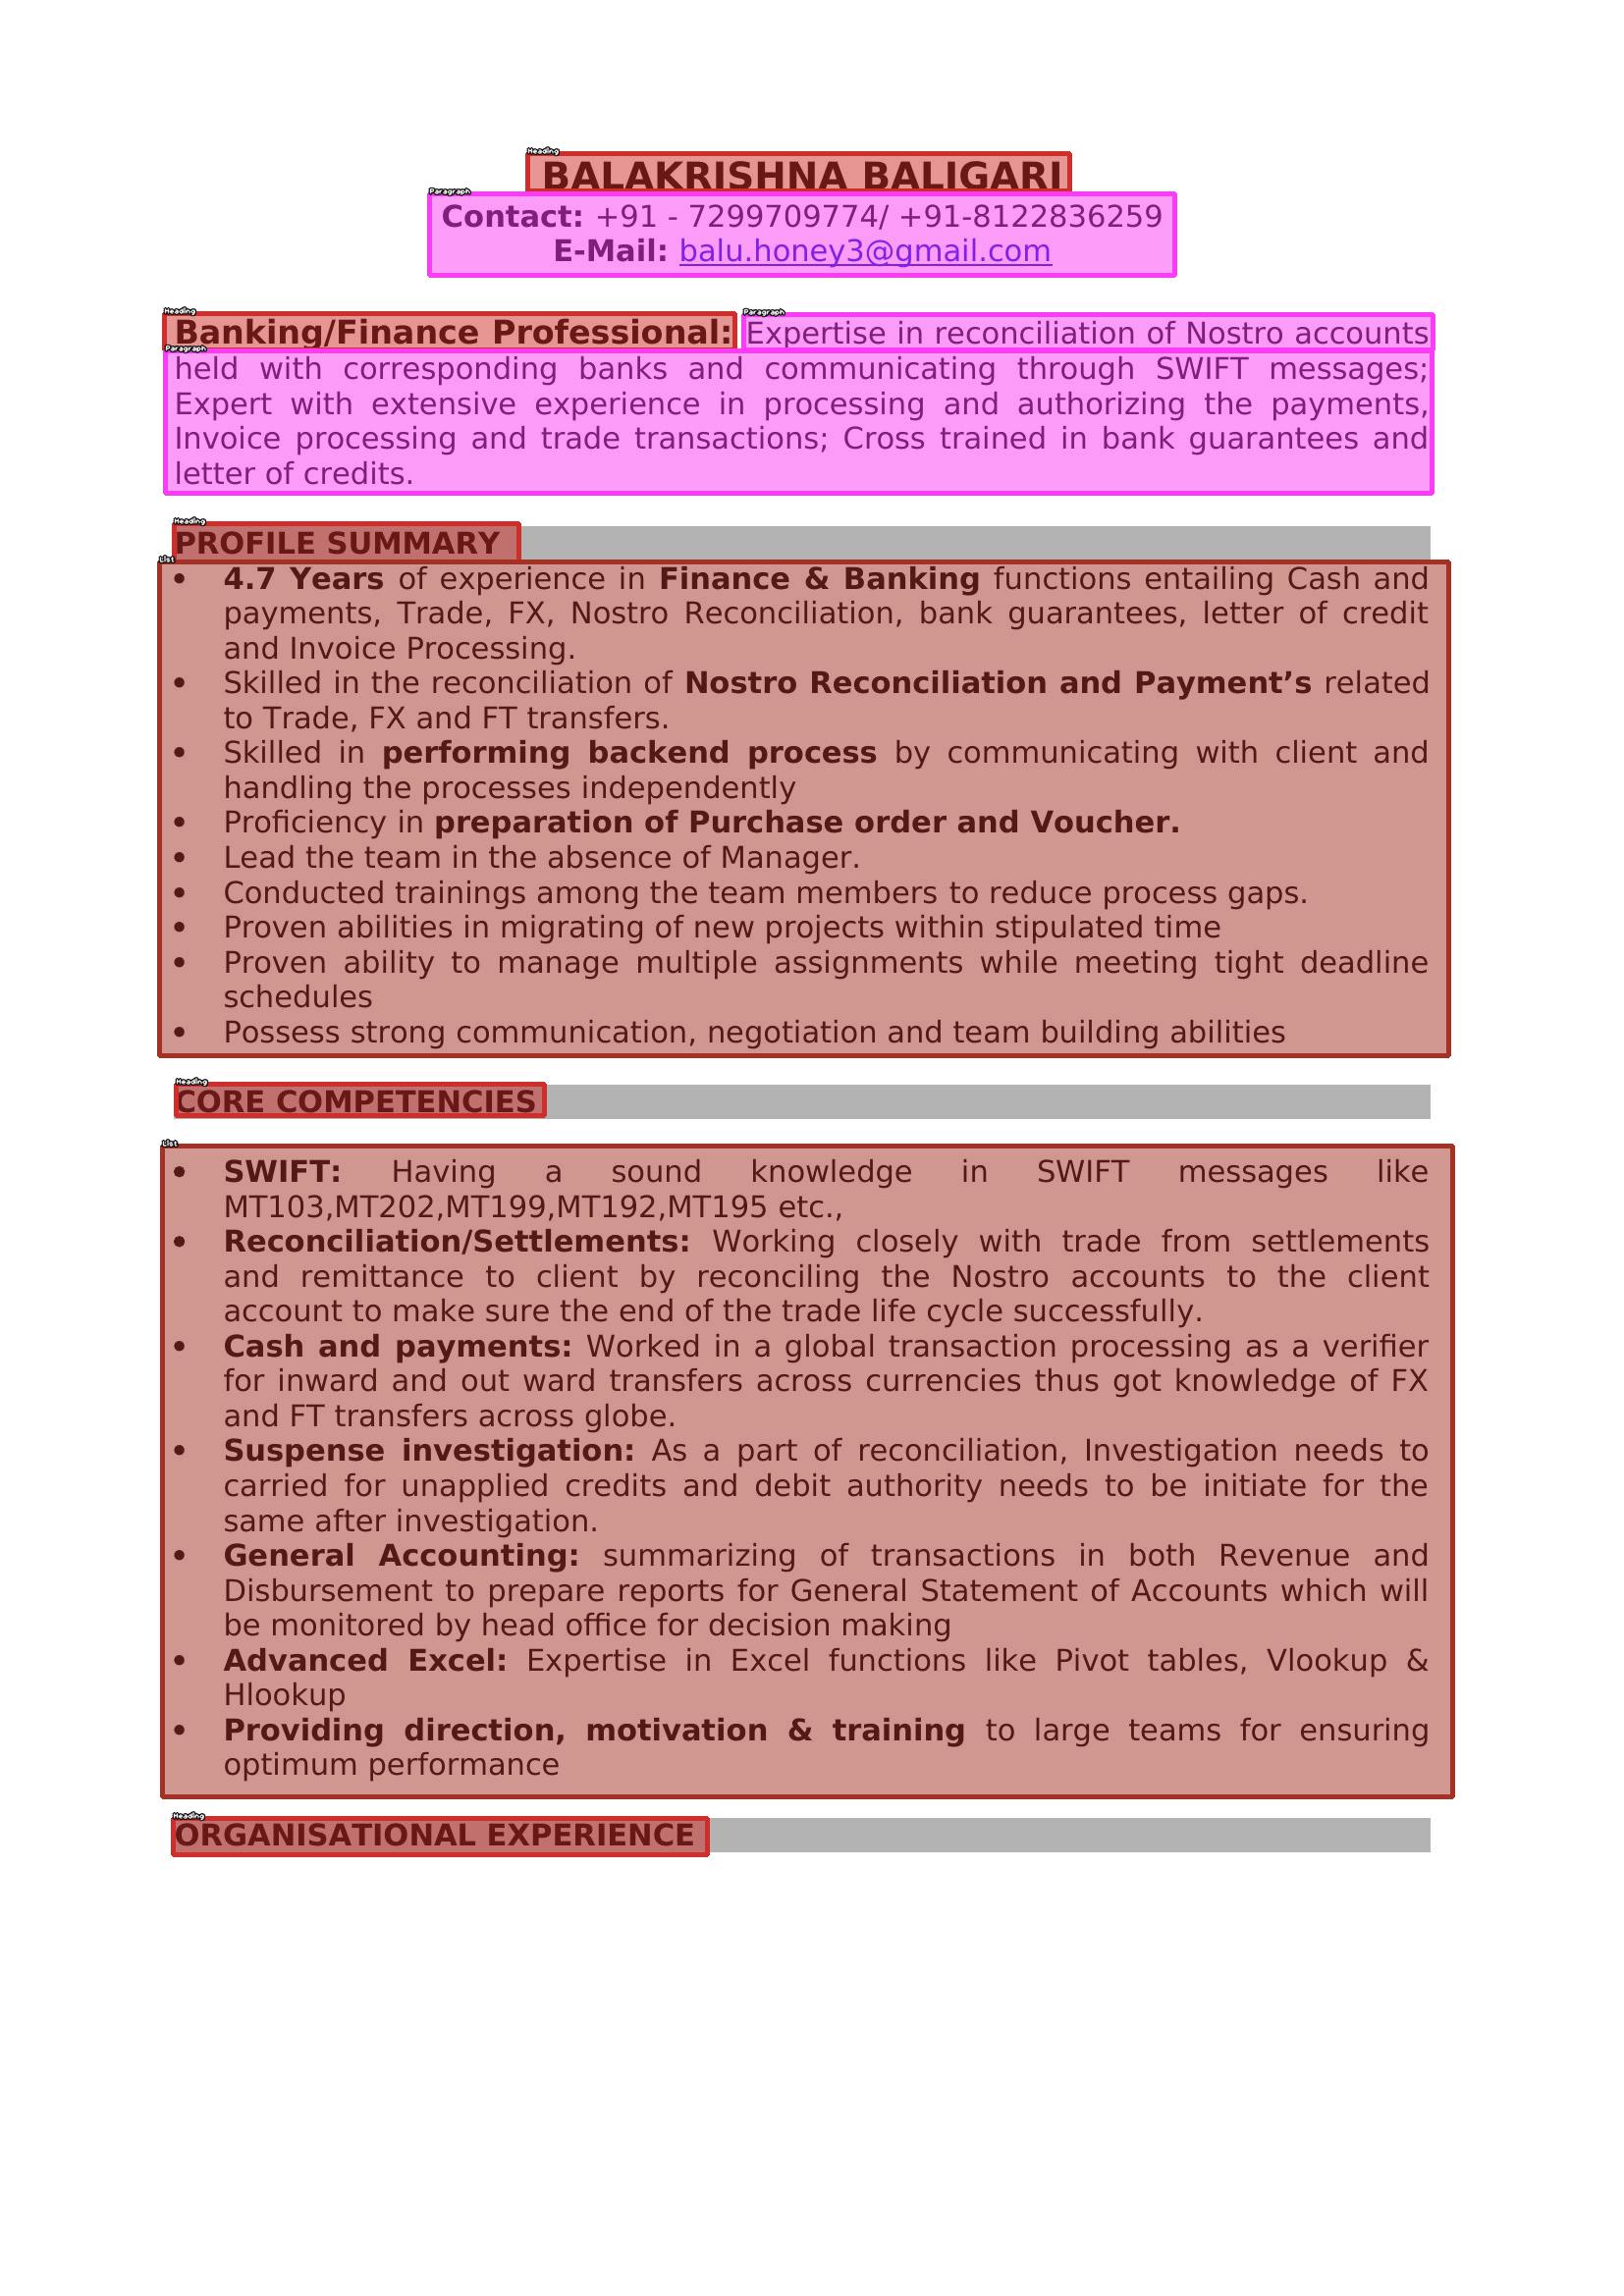 BALAKRISHNA BALIGARI
Contact: +91 - 7299709774/ +91-8122836259
E-Mail: balu.honey3@gmail.com
Heading
Paragraph
Heading
Paragraph
Banking/Finance Professional: Expertise in reconciliation of Nostro accounts
Paragraph
held with corresponding banks and communicating through SWIFT messages;
Expert with extensive experience in processing and authorizing the payments,
Invoice processing and trade transactions; Cross trained in bank guarantees and
letter of credits.
Heading
PROFILE SUMMARY
List
• 4.7 Years of experience in Finance & Banking functions entailing Cash and
payments, Trade, FX, Nostro Reconciliation, bank guarantees, letter of credit
and Invoice Processing.
• Skilled in the reconciliation of Nostro Reconciliation and Payment’s related
to Trade, FX and FT transfers.
• Skilled in performing backend process by communicating with client and
handling the processes independently
• Proficiency in preparation of Purchase order and Voucher.
• Lead the team in the absence of Manager.
• Conducted trainings among the team members to reduce process gaps.
• Proven abilities in migrating of new projects within stipulated time
• Proven ability to manage multiple assignments while meeting tight deadline
schedules
• Possess strong communication, negotiation and team building abilities
Heading
CORE COMPETENCIES
List
• SWIFT: Having a sound knowledge in SWIFT messages like
MT103,MT202,MT199,MT192,MT195 etc.,
• Reconciliation/Settlements: Working closely with trade from settlements
and remittance to client by reconciling the Nostro accounts to the client
account to make sure the end of the trade life cycle successfully.
• Cash and payments: Worked in a global transaction processing as a verifier
for inward and out ward transfers across currencies thus got knowledge of FX
and FT transfers across globe.
• Suspense investigation: As a part of reconciliation, Investigation needs to
carried for unapplied credits and debit authority needs to be initiate for the
same after investigation.
• General Accounting: summarizing of transactions in both Revenue and
Disbursement to prepare reports for General Statement of Accounts which will
be monitored by head office for decision making
• Advanced Excel: Expertise in Excel functions like Pivot tables, Vlookup &
Hlookup
• Providing direction, motivation & training to large teams for ensuring
optimum performance
Heading
ORGANISATIONAL EXPERIENCE